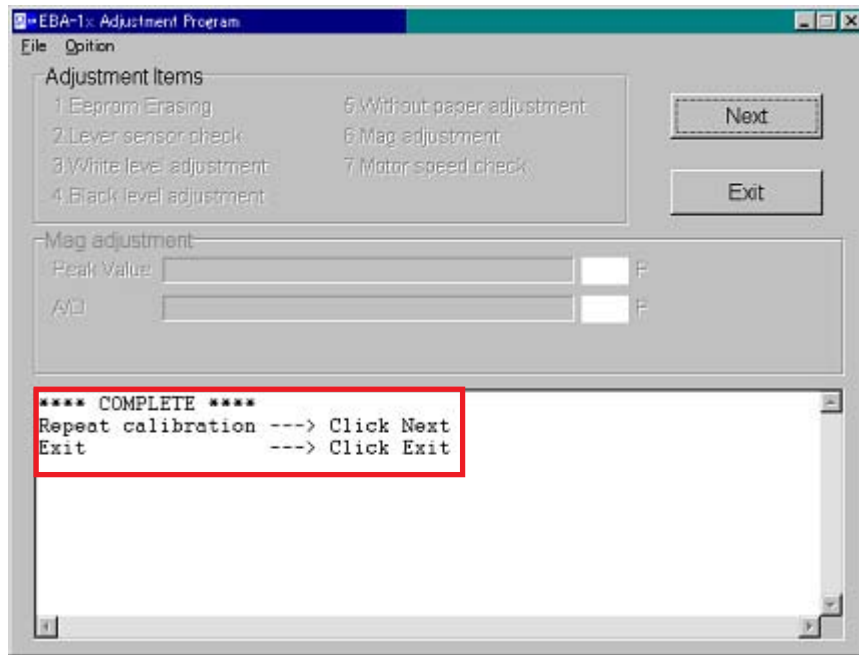 EBA-1x Adjustment Program
File Opition
Adjustment Items
1.Eeprom Erasing
2.Lever sensor check
3.White level adjustment
4.Black level adjustment
5.Without paper adjustment
6.Mag adjustment
7.Motor speed check
Next
Exit
Mag adjustment
Peak Value P
A/D P
**** COMPLETE ****
Repeat calibration ---> Click Next
Exit ---> Click Exit